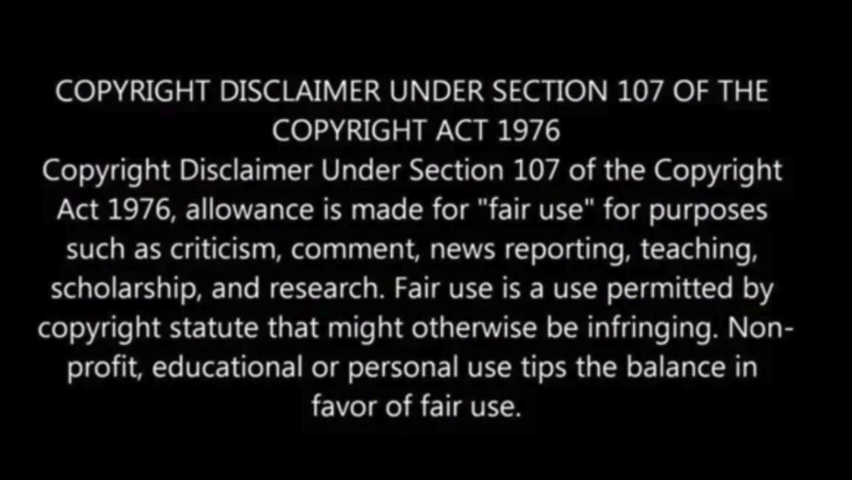 COPYRIGHT DISCLAIMER UNDER SECTION 107 OF THE
COPYRIGHT ACT 1976
Copyright Disclaimer Under Section 107 of the Copyright
Act 1976, allowance is made for "fair use" for purposes
such as criticism, comment, news reporting, teaching,
scholarship, and research. Fair use is a use permitted by
copyright statute that might otherwise be infringing. Non-
profit, educational or personal use tips the balance in
favor of fair use.